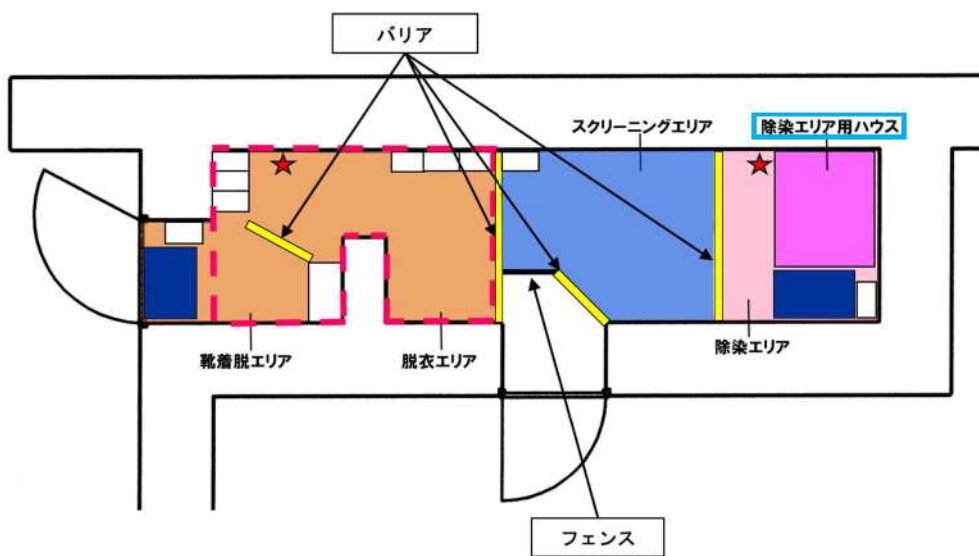 バリア
スクリーニングエリア
除染エリア用ハウス
靴着脱エリア
脱衣エリア
除染エリア
フェンス